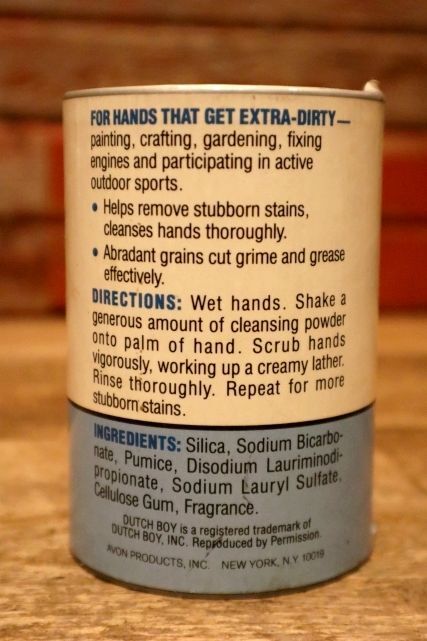 FOR HANDS THAT GET EXTRA-DIRTY—
painting, crafting, gardening, fixing
engines and participating in active
outdoor sports.
• Helps remove stubborn stains,
cleanses hands thoroughly.
• Abradant grains cut grime and grease
effectively.
DIRECTIONS: Wet hands. Shake a
generous amount of cleansing powder
onto palm of hand. Scrub hands
vigorously, working up a creamy lather.
Rinse thoroughly. Repeat for more
stubborn stains.
INGREDIENTS: Silica, Sodium Bicarbo-
nate, Pumice, Disodium Lauriminodi-
propionate, Sodium Lauryl Sulfate,
Cellulose Gum, Fragrance.
DUTCH BOY is a registered trademark of
DUTCH BOY, INC. Reproduced by Permission.
AVON PRODUCTS, INC. NEW YORK, N.Y. 10019